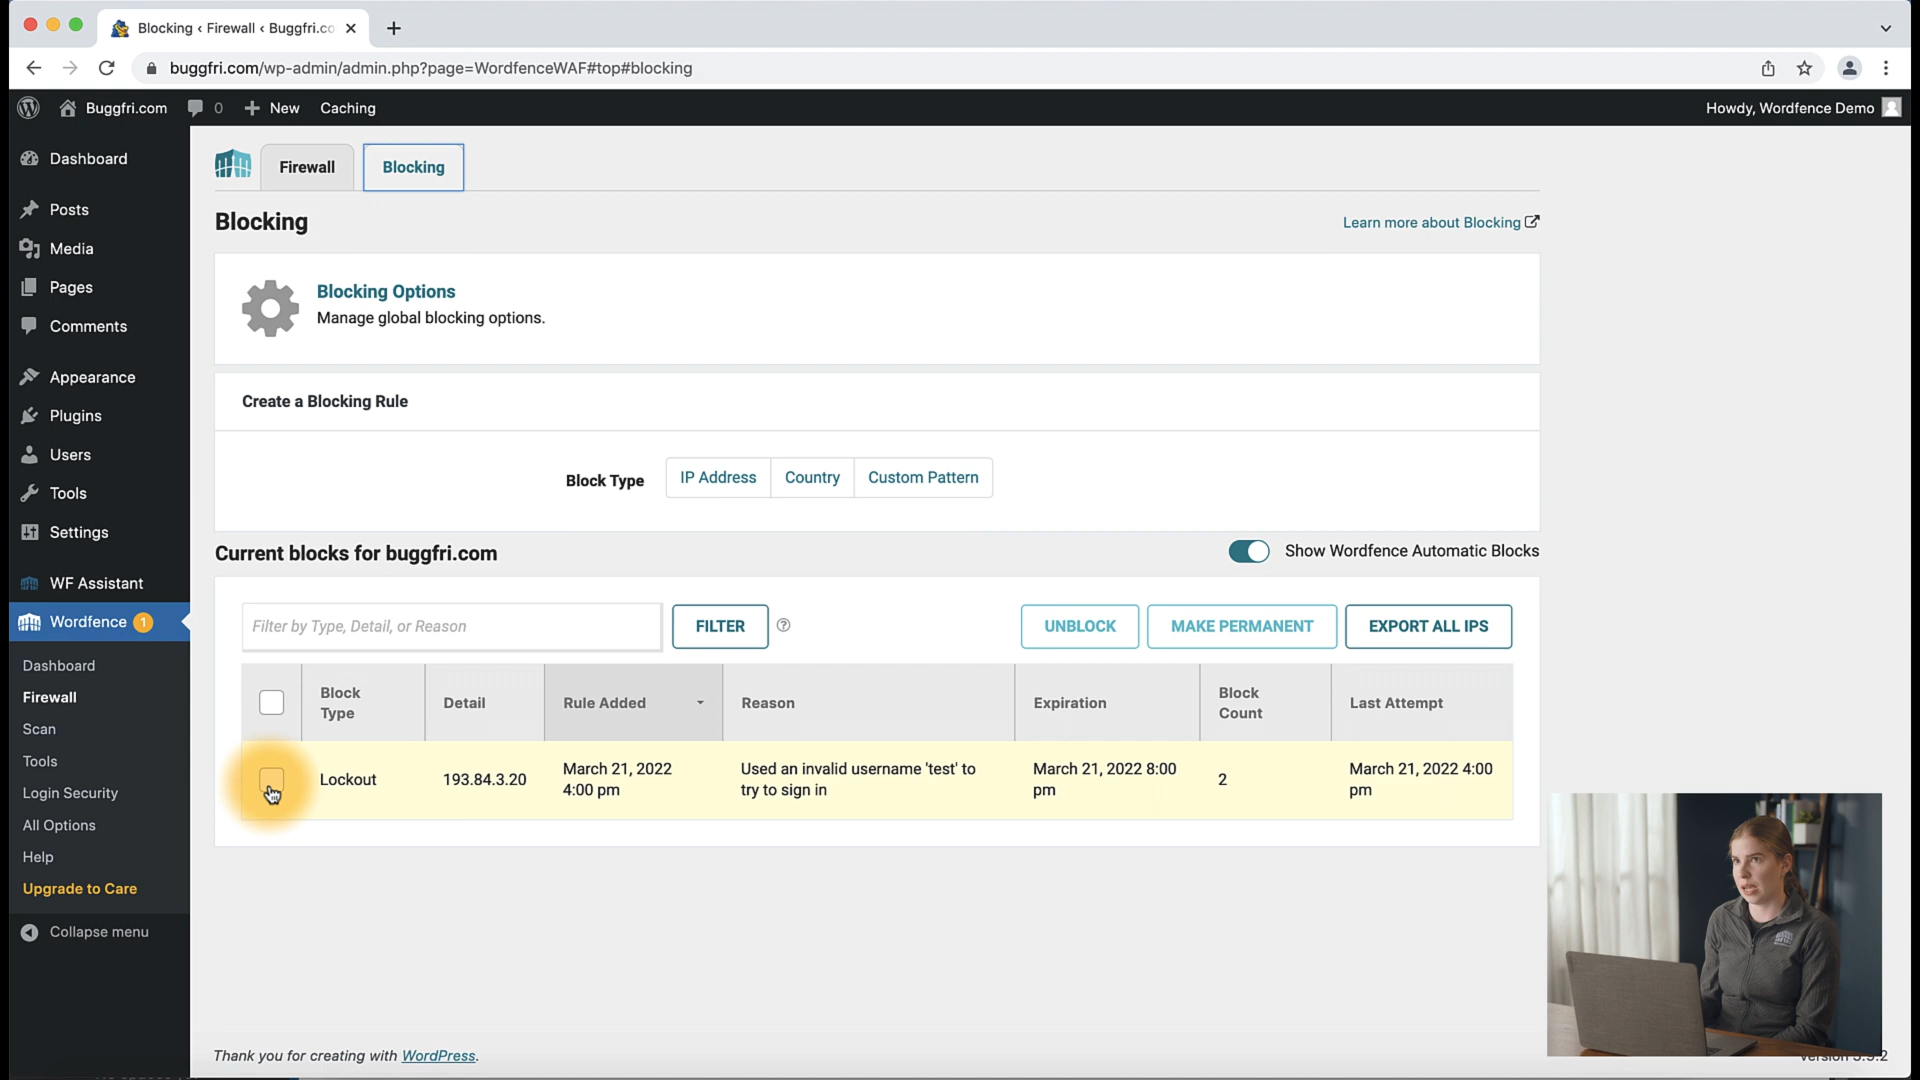 Blocking ‹ Firewall ‹ Buggfri.co
buggfri.com/wp-admin/admin.php?page=WordfenceWAF#top#blocking
Buggfri.com 0 New Caching Howdy, Wordfence Demo
Dashboard
Posts
Media
Pages
Comments
Appearance
Plugins
Users
Tools
Settings
WF Assistant
Wordfence 1
Dashboard
Firewall
Scan
Tools
Login Security
All Options
Help
Upgrade to Care
Collapse menu
Firewall Blocking
Blocking
Learn more about Blocking
Blocking Options
Manage global blocking options.
Create a Blocking Rule
Block Type IP Address Country Custom Pattern
Current blocks for buggfri.com
Show Wordfence Automatic Blocks
Filter by Type, Detail, or Reason FILTER ? UNBLOCK MAKE PERMANENT EXPORT ALL IPS
Block Type Detail Rule Added Reason Expiration Block Count Last Attempt
Lockout 193.84.3.20 March 21, 2022 4:00 pm Used an invalid username 'test' to try to sign in March 21, 2022 8:00 pm 2 March 21, 2022 4:00 pm
Thank you for creating with WordPress.